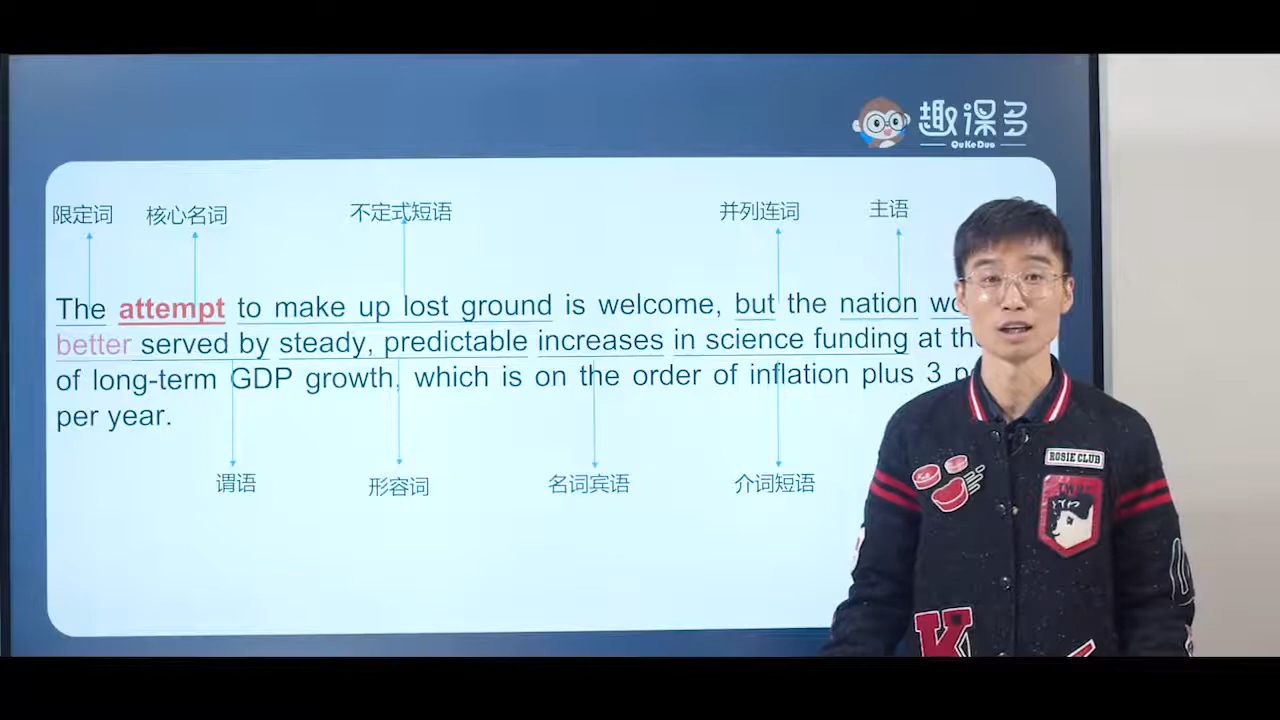 趣课多
QuKeDuo
限定词 核心名词 不定式短语 并列连词 主语
The attempt to make up lost ground is welcome, but the nation
better served by steady, predictable increases in science funding at
of long-term GDP growth, which is on the order of inflation plus 3
per year.
谓语 形容词 名词宾语 介词短语
ROSIE CLUB
K